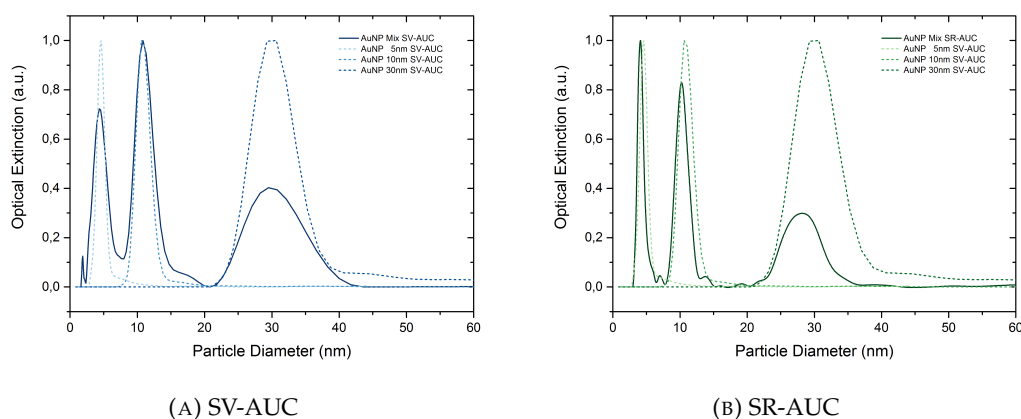 AuNP Mix SV-AUC
AuNP 5nm SV-AUC
AuNP 10nm SV-AUC
AuNP 30nm SV-AUC
1,0
0,8
0,6
0,4
0,2
0,0
Optical Extinction (a.u.)
0 10 20 30 40 50 60
Particle Diameter (nm)
(A) SV-AUC
AuNP Mix SR-AUC
AuNP 5nm SV-AUC
AuNP 10nm SV-AUC
AuNP 30nm SV-AUC
1,0
0,8
0,6
0,4
0,2
0,0
Optical Extinction (a.u.)
0 10 20 30 40 50 60
Particle Diameter (nm)
(B) SR-AUC